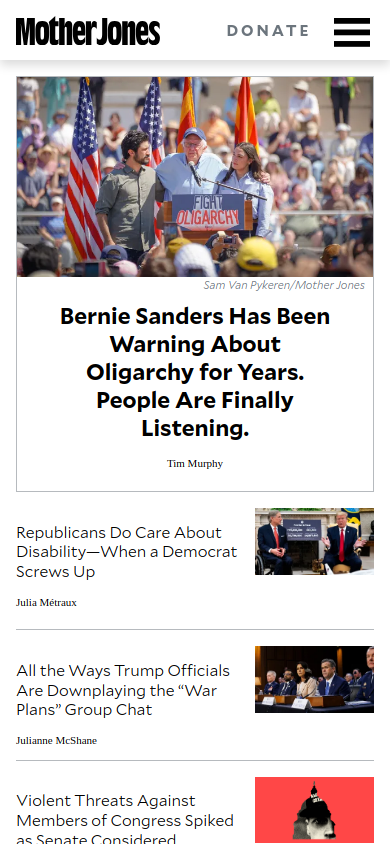 Mother Jones
DONATE
FIGHT
OLIGARCHY
Sam Van Pykeren/Mother Jones
Bernie Sanders Has Been
Warning About
Oligarchy for Years.
People Are Finally
Listening.
Tim Murphy
Republicans Do Care About
Disability—When a Democrat
Screws Up
Julia Métraux
All the Ways Trump Officials
Are Downplaying the “War
Plans” Group Chat
Julianne McShane
Violent Threats Against
Members of Congress Spiked
as Senate Considered